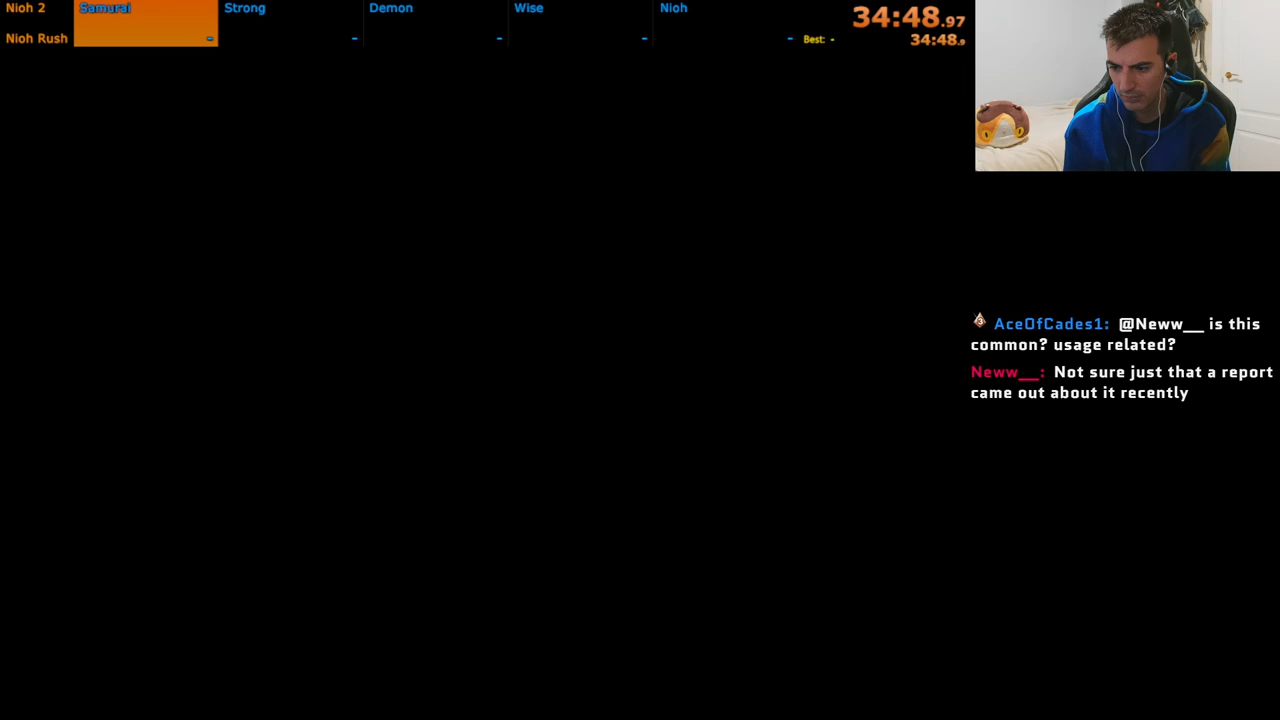 Nioh 2 Samurai Strong Demon Wise Nioh 34:48.97
Nioh Rush - - - - - Best: - 34:48.9
AceOfCades1: @Neww__ is this
common? usage related?
Neww__: Not sure just that a report
came out about it recently